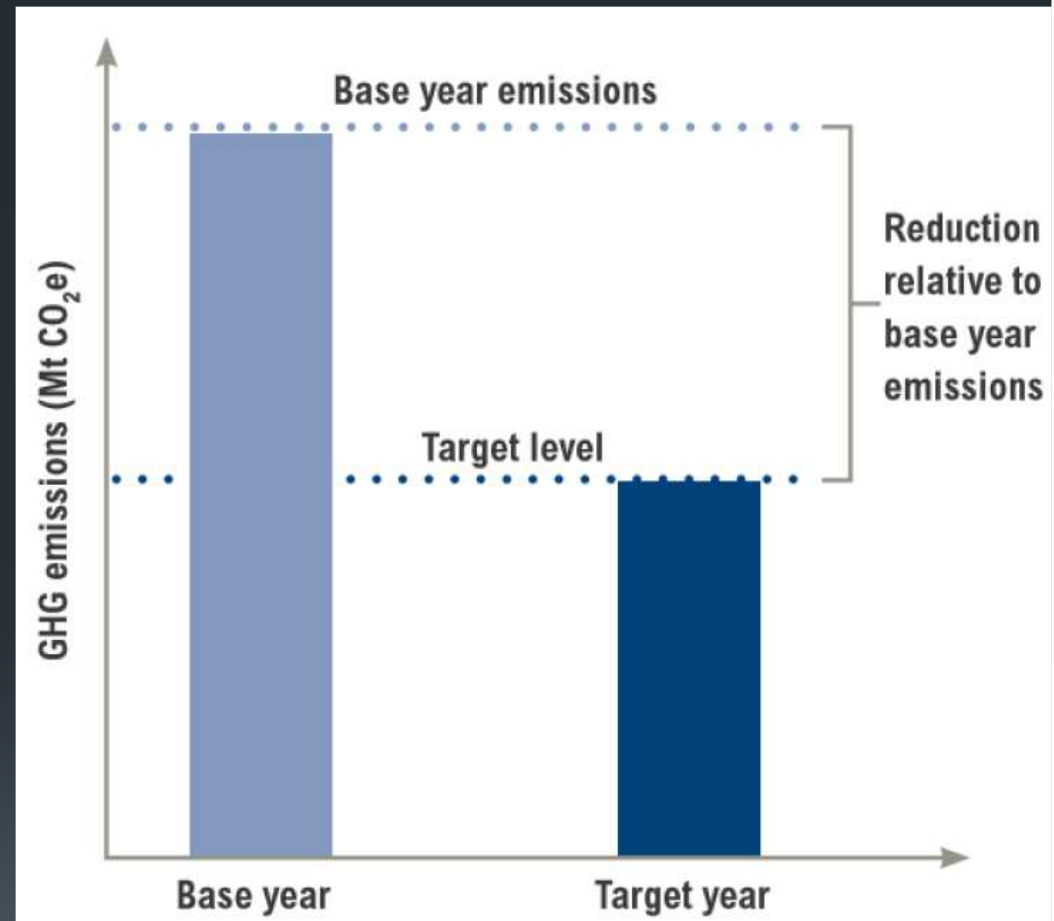 Base year emissions
Reduction
relative to
base year
emissions
Target level
GHG emissions (Mt CO₂e)
Base year
Target year